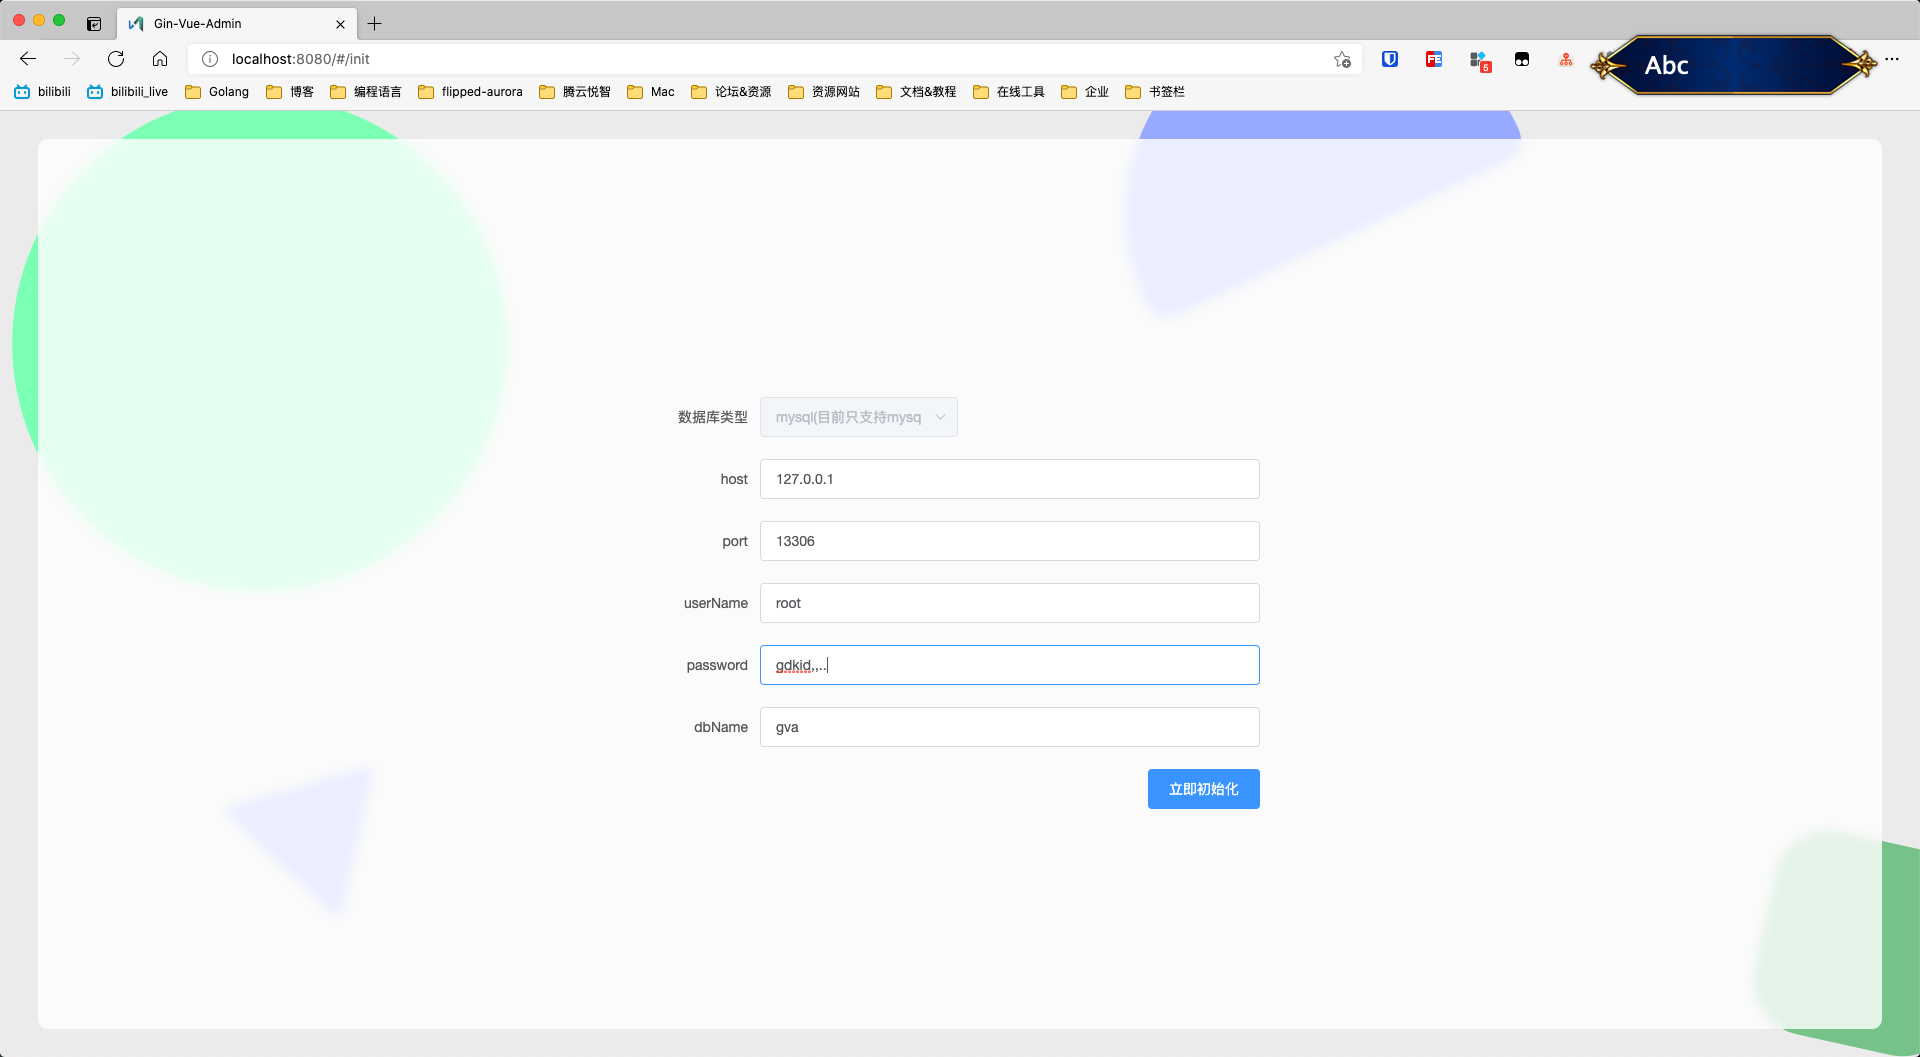 Gin-Vue-Admin
localhost:8080/#/init
5
Abc
bilibili bilibili_live Golang 博客 编程语言 flipped-aurora 腾云悦智 Mac 论坛&资源 资源网站 文档&教程 在线工具 企业 书签栏
数据库类型 mysql(目前只支持mysq
host 127.0.0.1
port 13306
userName root
password gdkid,,..
dbName gva
立即初始化